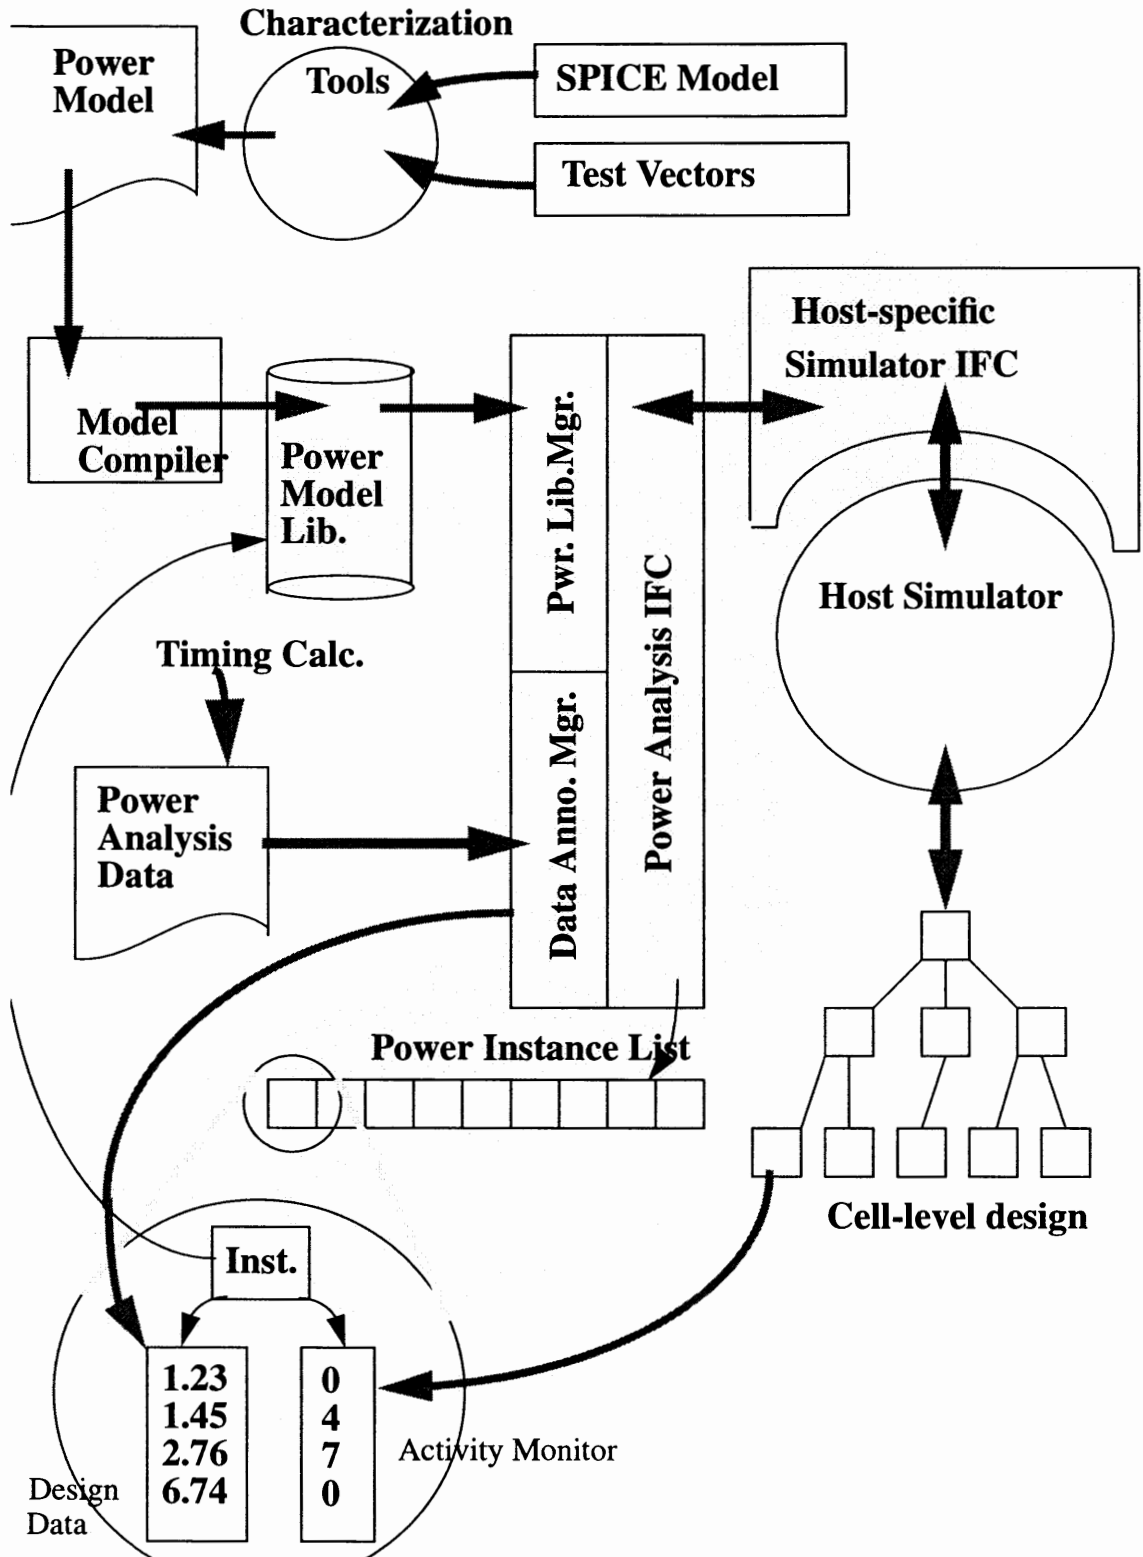 Characterization
Power
Model
Tools
SPICE Model
Test Vectors
Host-specific
Simulator IFC
Model
Compiler
Power
Model
Lib.
Pwr. Lib.Mgr.
Power Analysis IFC
Host Simulator
Timing Calc.
Data Anno. Mgr.
Power
Analysis
Data
Power Instance List
Cell-level design
Inst.
1.23
1.45
2.76
6.74
0
4
7
0
Activity Monitor
Design
Data